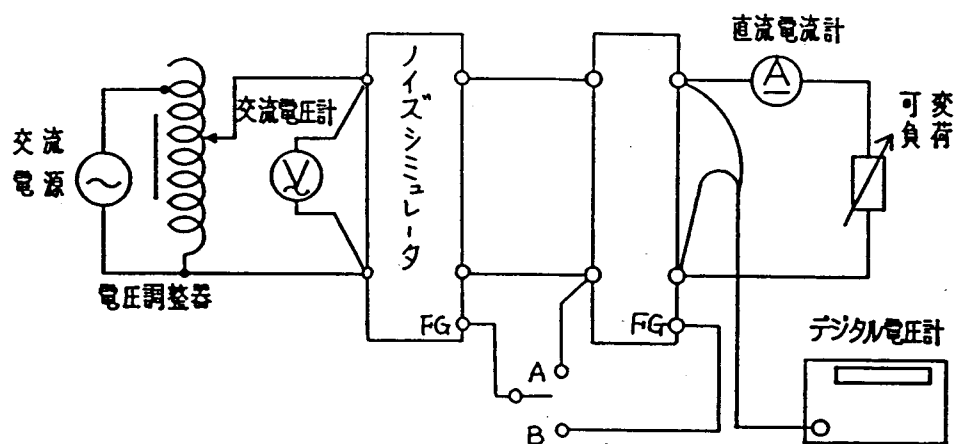 直流電流計
A
可変
負荷
交流
電源
交流電圧計
V
ノイズシミュレータ
電圧調整器
FG
FG
A
B
デジタル電圧計